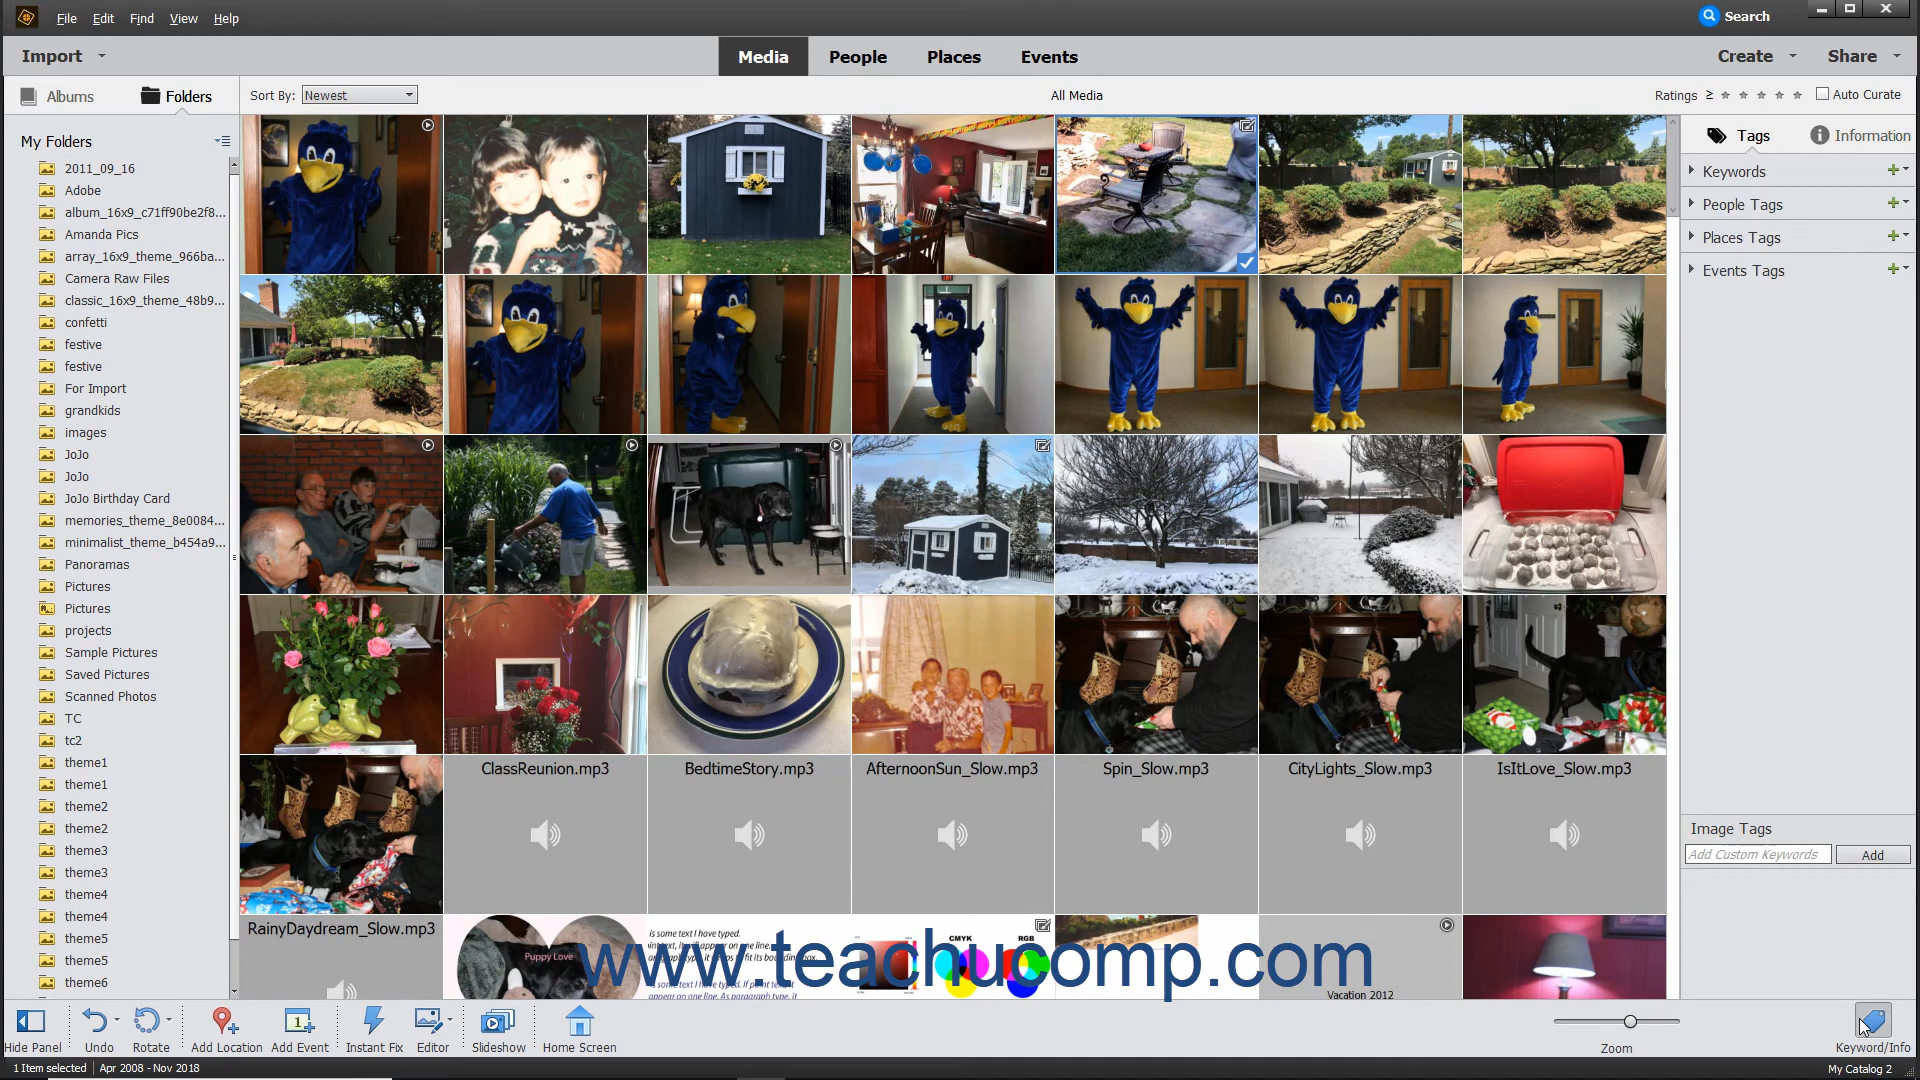 File Edit Find View Help
Search
Import
Media People Places Events
Create Share
Albums Folders
Sort By: Newest
All Media
Ratings ≥
Auto Curate
My Folders
2011_09_16
Adobe
album_16x9_c71ff90be2f8...
Amanda Pics
array_16x9_theme_966ba...
Camera Raw Files
classic_16x9_theme_48b9...
confetti
festive
festive
For Import
grandkids
images
JoJo
JoJo
JoJo Birthday Card
memories_theme_8e0084...
minimalist_theme_b454a9...
Panoramas
Pictures
Pictures
projects
Sample Pictures
Saved Pictures
Scanned Photos
TC
tc2
theme1
theme1
theme2
theme2
theme3
theme3
theme4
theme4
theme5
theme5
theme6
ClassReunion.mp3
BedtimeStory.mp3
AfternoonSun_Slow.mp3
Spin_Slow.mp3
CityLights_Slow.mp3
IsItLove_Slow.mp3
RainyDaydream_Slow.mp3
Puppy Love
is some text I have typed.
CMYK
RGB
Vacation 2012
www.teachucomp.com
Tags Information
Keywords
People Tags
Places Tags
Events Tags
Image Tags
Add Custom Keywords
Add
Hide Panel
Undo
Rotate
Add Location
Add Event
Instant Fix
Editor
Slideshow
Home Screen
Zoom
Keyword/Info
1 Item selected
Apr 2008 - Nov 2018
My Catalog 2